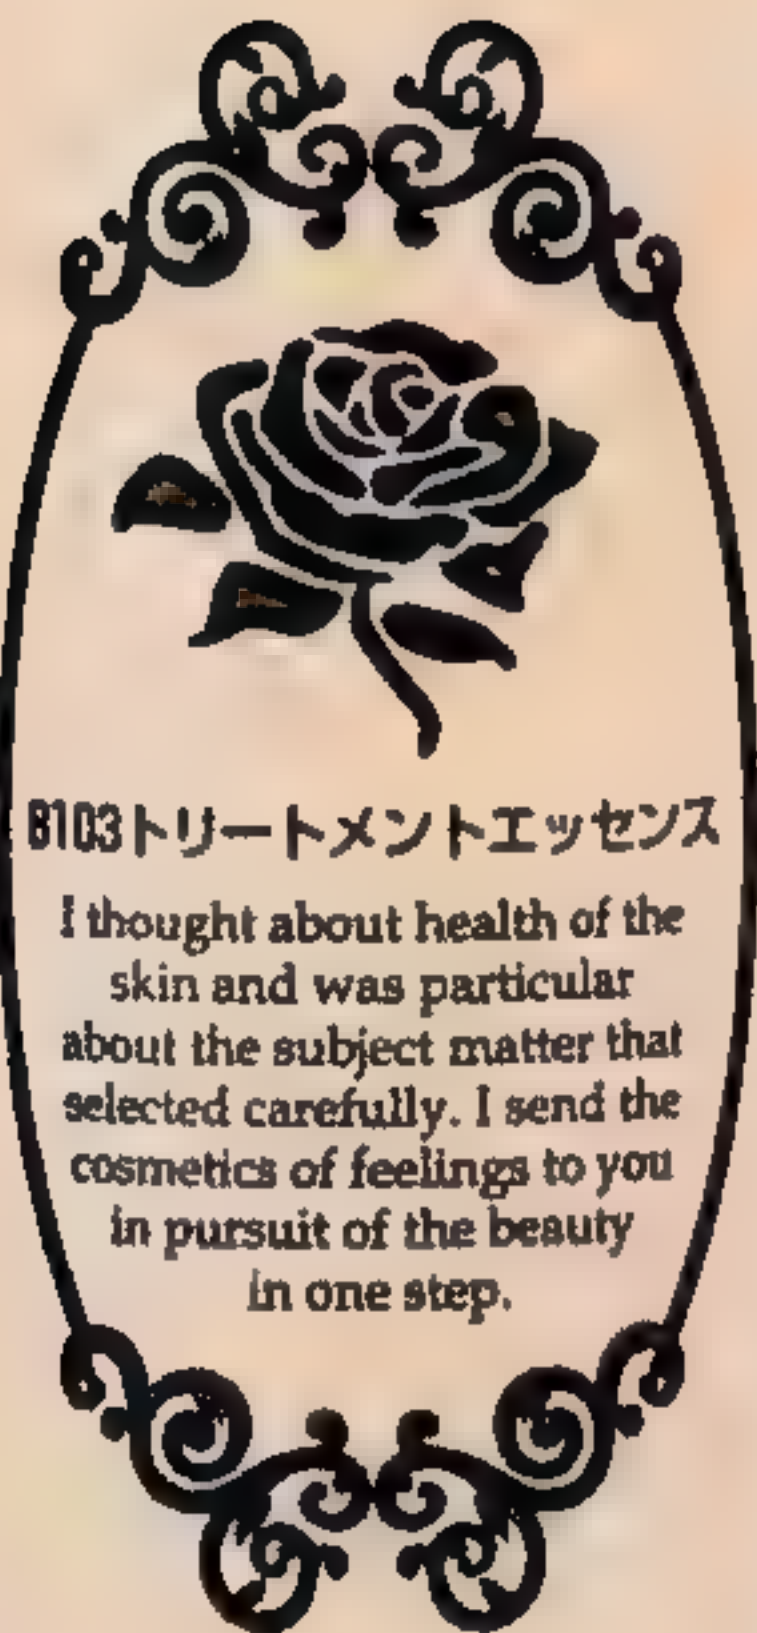 B103トリートメントエッセンス
I thought about health of the
skin and was particular
about the subject matter that
selected carefully. I send the
cosmetics of feelings to you
in pursuit of the beauty
in one step.